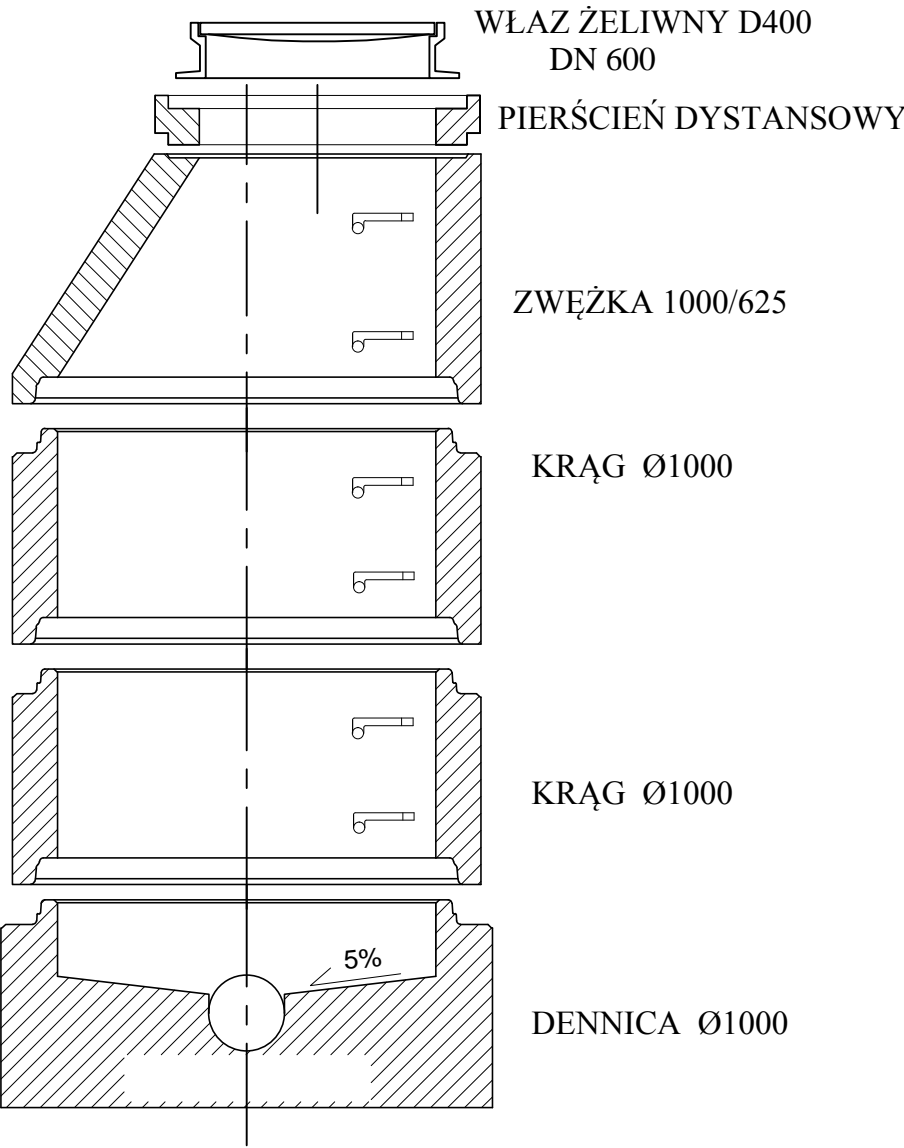 WŁAZ ŻELIWNY D400
DN 600
PIERŚCIEŃ DYSTANSOWY
ZWĘŻKA 1000/625
KRĄG Ø1000
KRĄG Ø1000
5%
DENNICA Ø1000